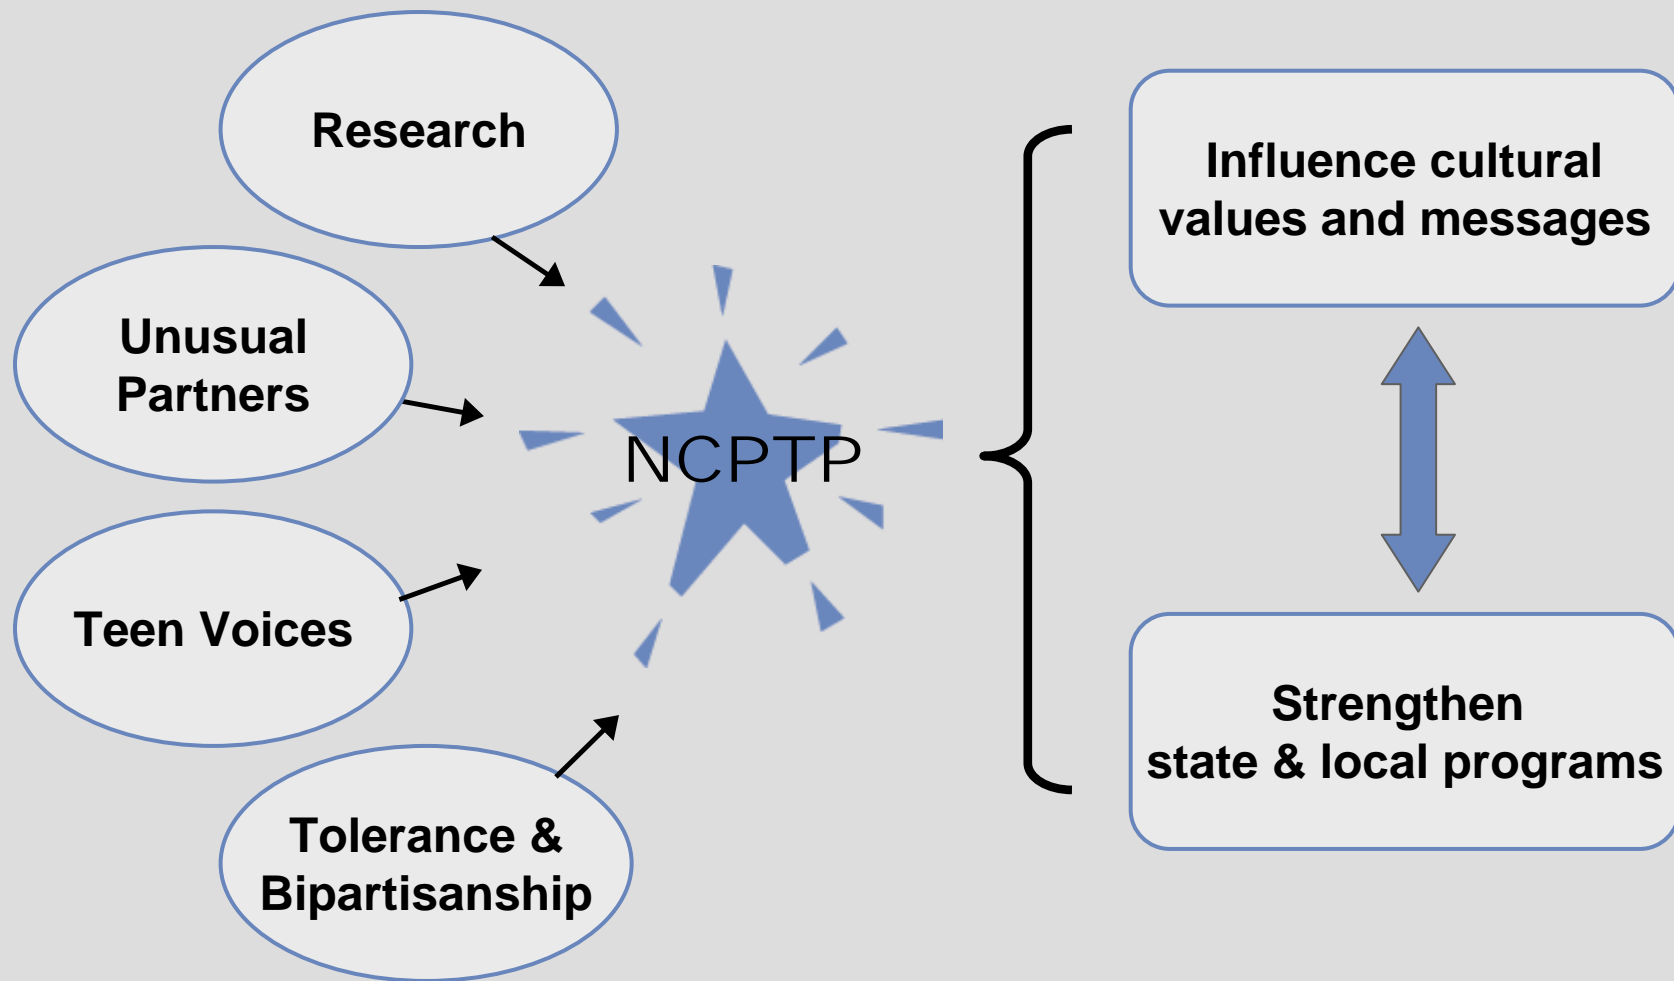 Research
Unusual
Partners
Teen Voices
Tolerance &
Bipartisanship
NCPTP
Influence cultural
values and messages
Strengthen
state & local programs